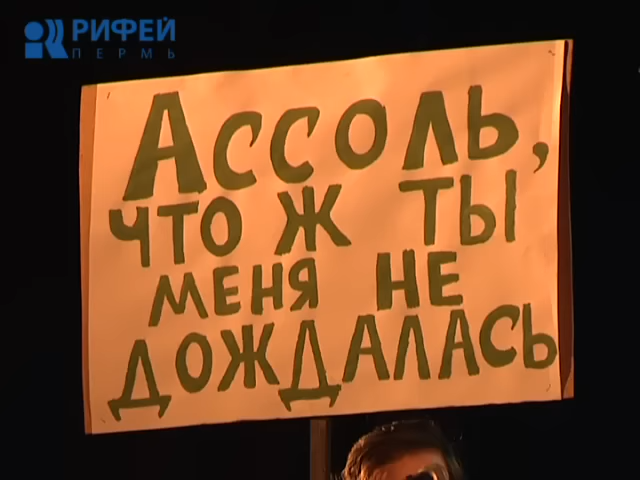 РИФЕЙ
ПЕРМЬ
Ассоль,
что ж ты
меня не
дождалась